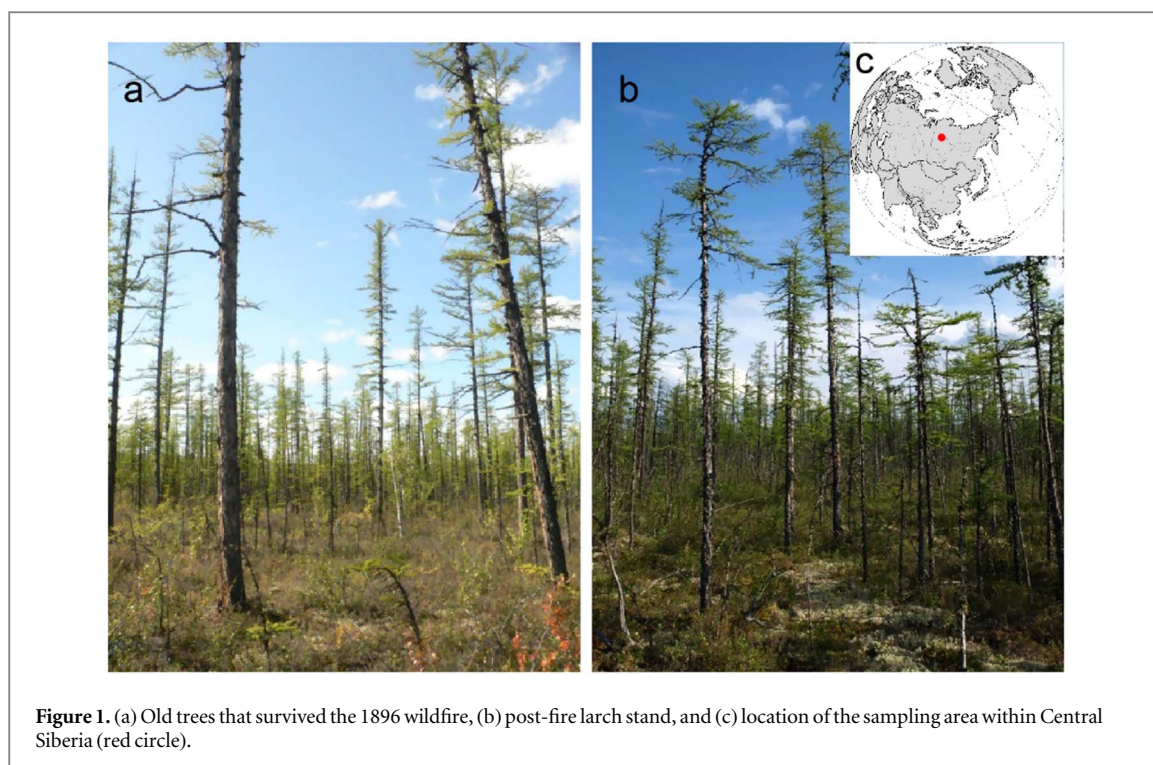 a
b
c
Figure 1. (a) Old trees that survived the 1896 wildfire, (b) post-fire larch stand, and (c) location of the sampling area within Central
Siberia (red circle).